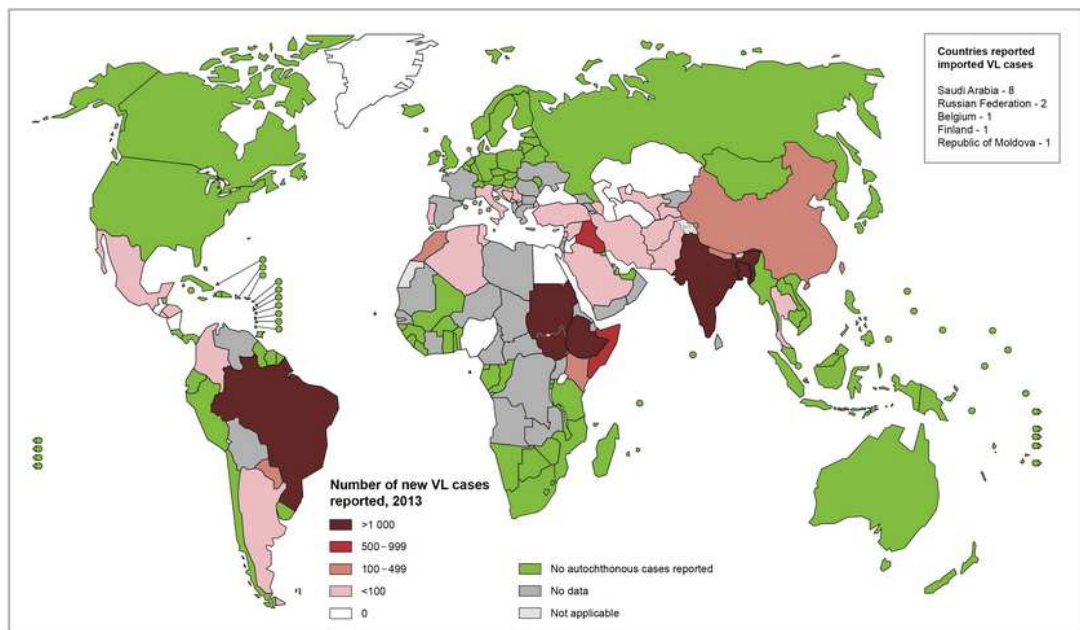 Countries reported
imported VL cases
Saudi Arabia - 8
Russian Federation - 2
Belgium - 1
Finland - 1
Republic of Moldova - 1
Number of new VL cases
reported, 2013
>1 000
500–999
100–499
<100
0
No autochthonous cases reported
No data
Not applicable